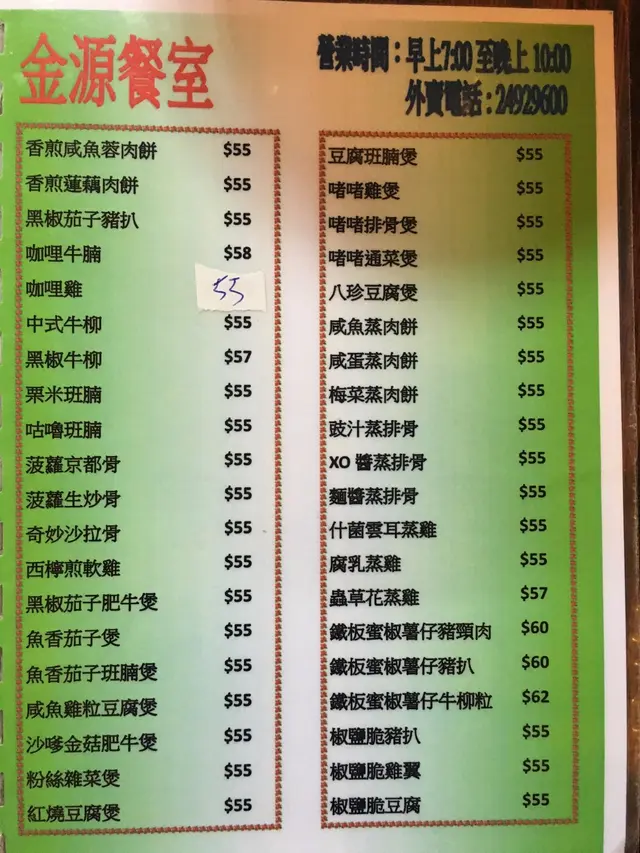 金源餐室
營業時間：早上7:00 至晚上 10:00
外賣電話：24929600
香煎咸魚蓉肉餅 $55
香煎蓮藕肉餅 $55
黑椒茄子豬扒 $55
咖哩牛腩 $58
咖哩雞 55
中式牛柳 $55
黑椒牛柳 $57
粟米班腩 $55
咕嚕班腩 $55
菠蘿京都骨 $55
菠蘿生炒骨 $55
奇妙沙拉骨 $55
西檸煎軟雞 $55
黑椒茄子肥牛煲 $55
魚香茄子煲 $55
魚香茄子班腩煲 $55
咸魚雞粒豆腐煲 $55
沙嗲金菇肥牛煲 $55
粉絲雜菜煲 $55
紅燒豆腐煲 $55
豆腐班腩煲 $55
啫啫雞煲 $55
啫啫排骨煲 $55
啫啫通菜煲 $55
八珍豆腐煲 $55
咸魚蒸肉餅 $55
咸蛋蒸肉餅 $55
梅菜蒸肉餅 $55
豉汁蒸排骨 $55
XO 醬蒸排骨 $55
麵醬蒸排骨 $55
什菌雲耳蒸雞 $55
腐乳蒸雞 $55
蟲草花蒸雞 $57
鐵板蜜椒薯仔豬頸肉 $60
鐵板蜜椒薯仔豬扒 $60
鐵板蜜椒薯仔牛柳粒 $62
椒鹽脆豬扒 $55
椒鹽脆雞翼 $55
椒鹽脆豆腐 $55